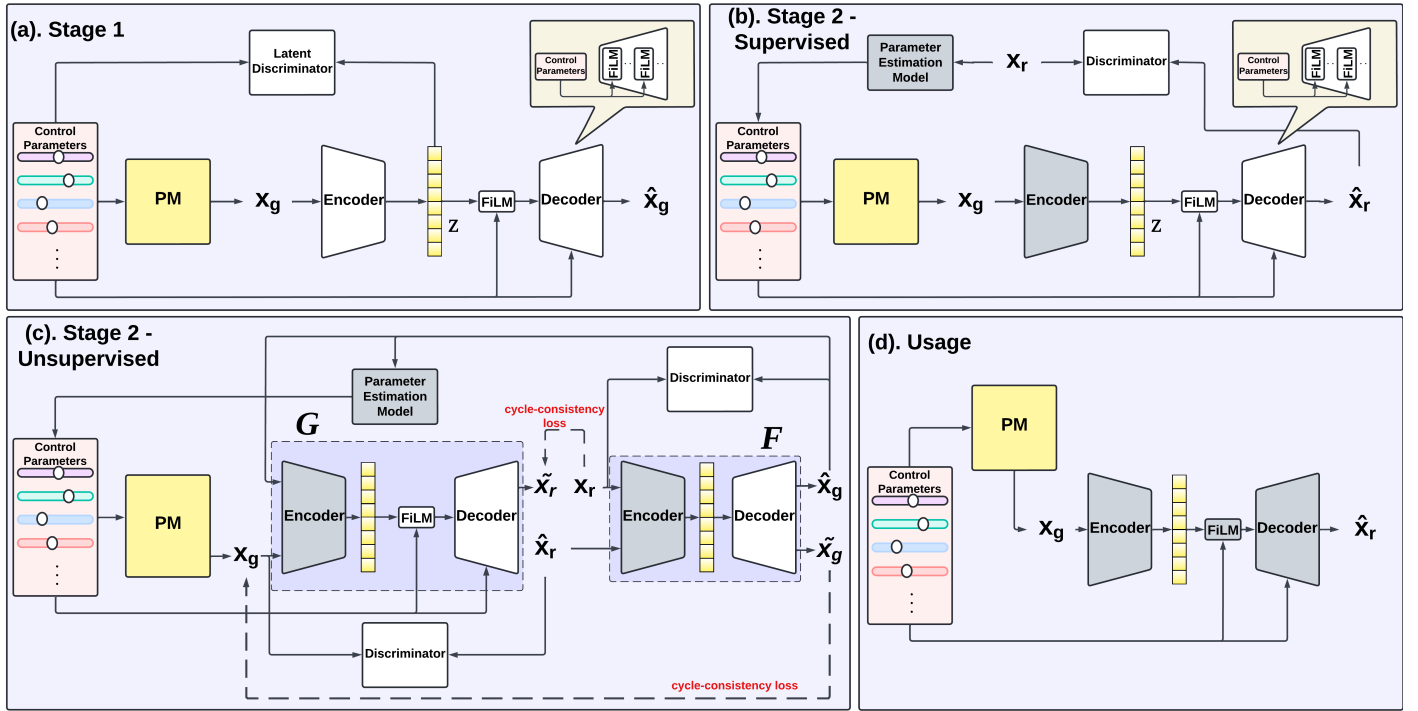 (a). Stage 1
Latent
Discriminator
Control
Parameters
FiLM
FiLM
Control
Parameters
PM
x_g
Encoder
z
FiLM
Decoder
x̂_g
(b). Stage 2 -
Supervised
Parameter
Estimation
Model
x_r
Discriminator
Control
Parameters
FiLM
FiLM
Control
Parameters
PM
x_g
Encoder
z
FiLM
Decoder
x̂_r
(c). Stage 2 -
Unsupervised
Parameter
Estimation
Model
Discriminator
cycle-consistency
loss
G
F
Control
Parameters
PM
x_g
Encoder
FiLM
Decoder
x̃_r
x_r
x̂_r
Encoder
Decoder
x̂_g
x̃_g
Discriminator
cycle-consistency loss
(d). Usage
PM
Control
Parameters
x_g
Encoder
FiLM
Decoder
x̂_r